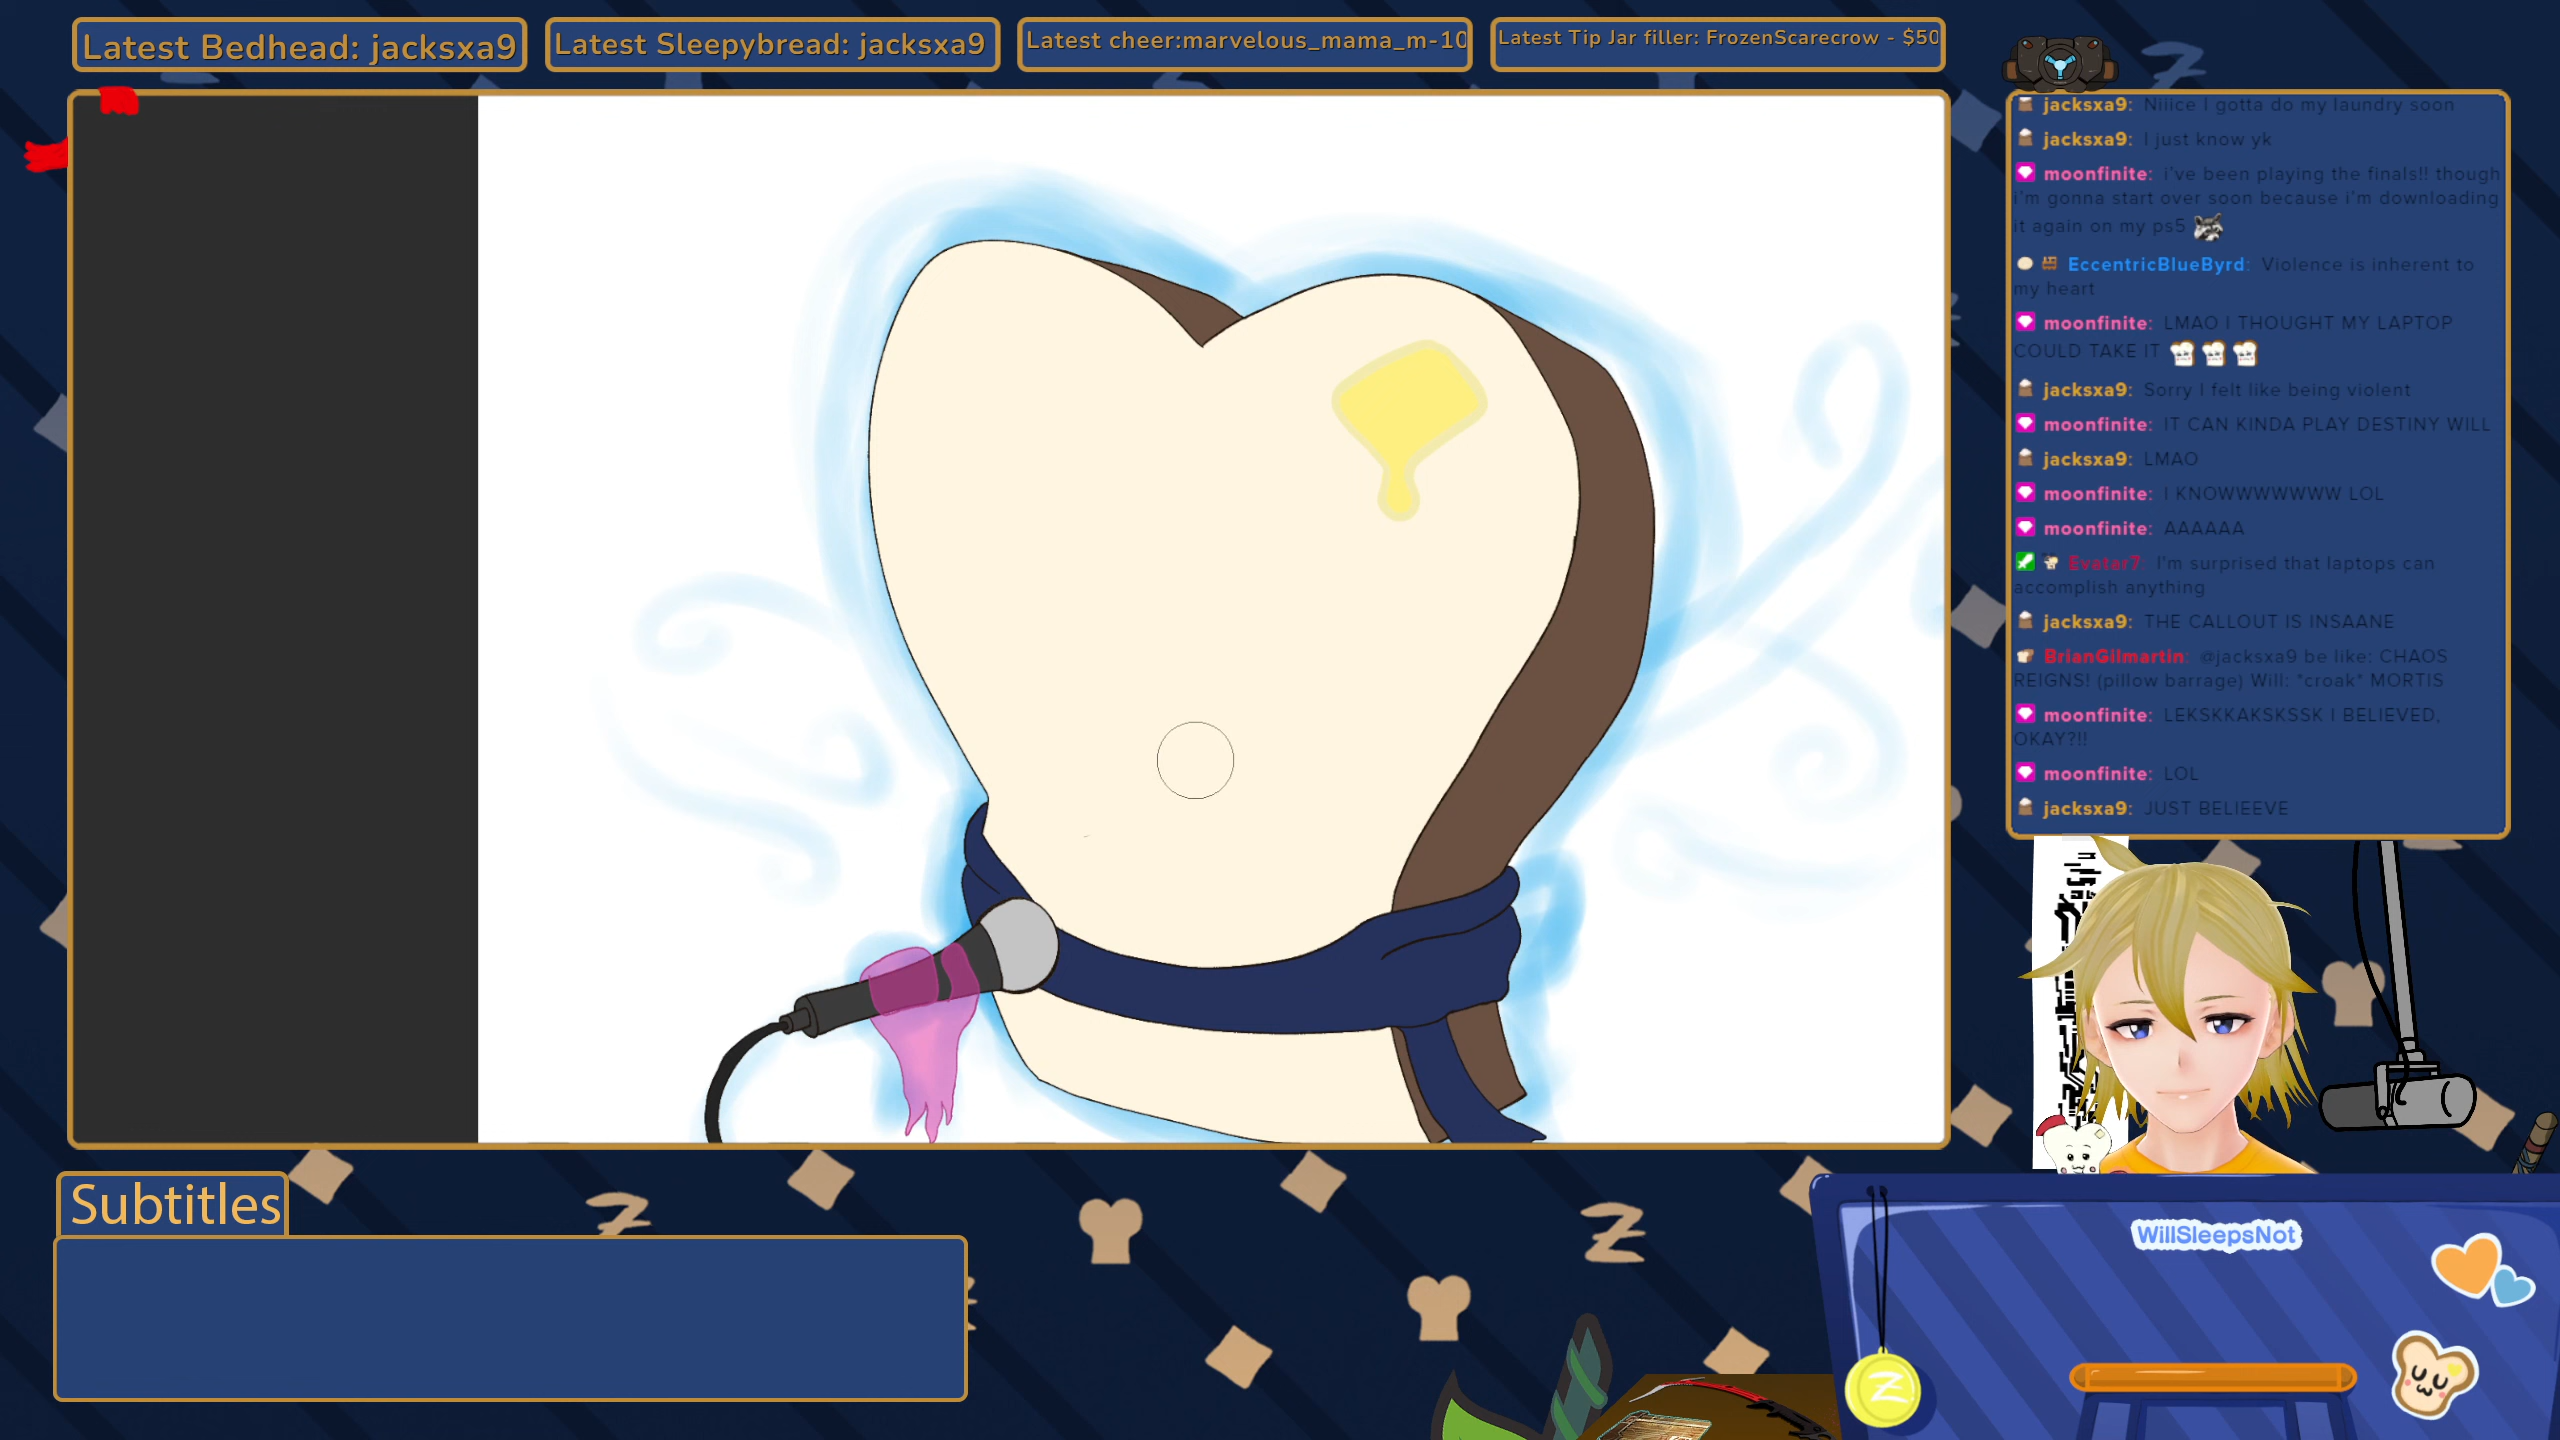 Latest Bedhead: jacksxa9
Latest Sleepybread: jacksxa9
Latest cheer:marvelous_mama_m-10
Latest Tip Jar filler: FrozenScarecrow - $50
jacksxa9: Niiice I gotta do my laundry soon
jacksxa9: I just know yk
moonfinite: i've been playing the finals!! though
i'm gonna start over soon because i'm downloading
it again on my ps5
EccentricBlueByrd: Violence is inherent to
my heart
moonfinite: LMAO I THOUGHT MY LAPTOP
COULD TAKE IT
jacksxa9: Sorry I felt like being violent
moonfinite: IT CAN KINDA PLAY DESTINY WILL
jacksxa9: LMAO
moonfinite: I KNOWWWWWWW LOL
moonfinite: AAAAAA
Evatar7: I'm surprised that laptops can
accomplish anything
jacksxa9: THE CALLOUT IS INSAANE
BrianGilmartin: @jacksxa9 be like: CHAOS
REIGNS! (pillow barrage) Will: *croak* MORTIS
moonfinite: LEKSKKAKSKSSK I BELIEVED,
OKAY?!!
moonfinite: LOL
jacksxa9: JUST BELIEEVE
Subtitles
WillSleepsNot
Z